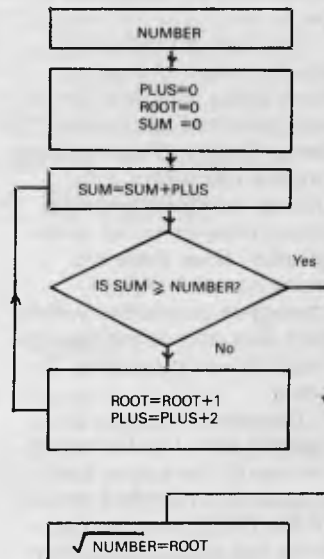 NUMBER
PLUS=0
ROOT=0
SUM =0
SUM=SUM+PLUS
Yes
IS SUM ⩾ NUMBER?
No
ROOT=ROOT+1
PLUS=PLUS+2
√NUMBER=ROOT